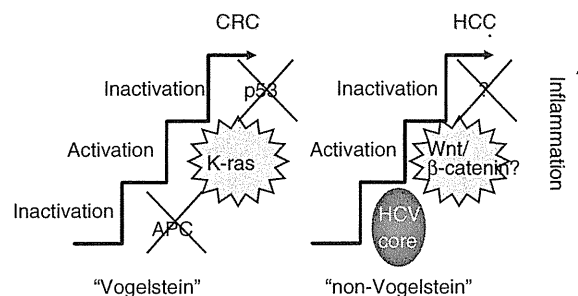 CRC
Inactivation
p53
Activation
K-ras
Inactivation
APC
"Vogelstein"
HCC
Inactivation
?
Activation
Wnt/
β-catenin?
HCV
core
"non-Vogelstein"
Inflammation